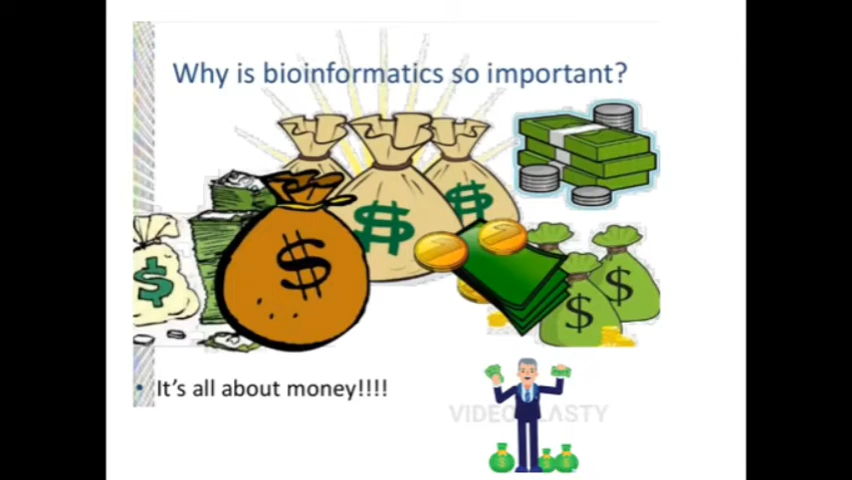 Why is bioinformatics so important?
• It's all about money!!!!